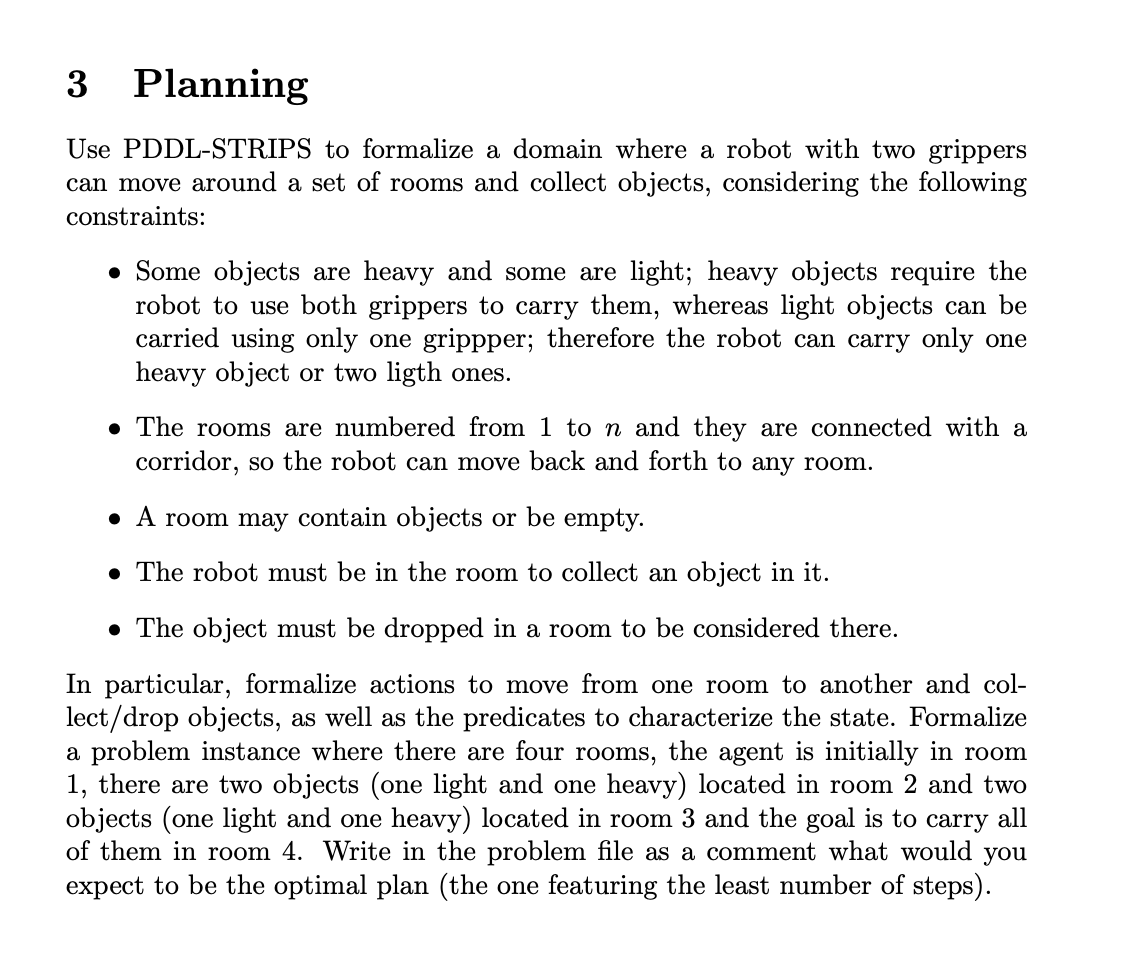 3 Planning
Use PDDL-STRIPS to formalize a domain where a robot with two grippers
can move around a set of rooms and collect objects, considering the following
constraints:
• Some objects are heavy and some are light; heavy objects require the
robot to use both grippers to carry them, whereas light objects can be
carried using only one grippper; therefore the robot can carry only one
heavy object or two ligth ones.
• The rooms are numbered from 1 to n and they are connected with a
corridor, so the robot can move back and forth to any room.
• A room may contain objects or be empty.
• The robot must be in the room to collect an object in it.
• The object must be dropped in a room to be considered there.
In particular, formalize actions to move from one room to another and col-
lect/drop objects, as well as the predicates to characterize the state. Formalize
a problem instance where there are four rooms, the agent is initially in room
1, there are two objects (one light and one heavy) located in room 2 and two
objects (one light and one heavy) located in room 3 and the goal is to carry all
of them in room 4. Write in the problem file as a comment what would you
expect to be the optimal plan (the one featuring the least number of steps).